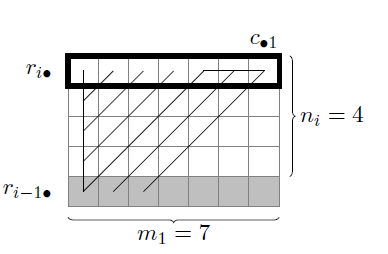 c•1
ri•
ni = 4
ri−1•
m1 = 7